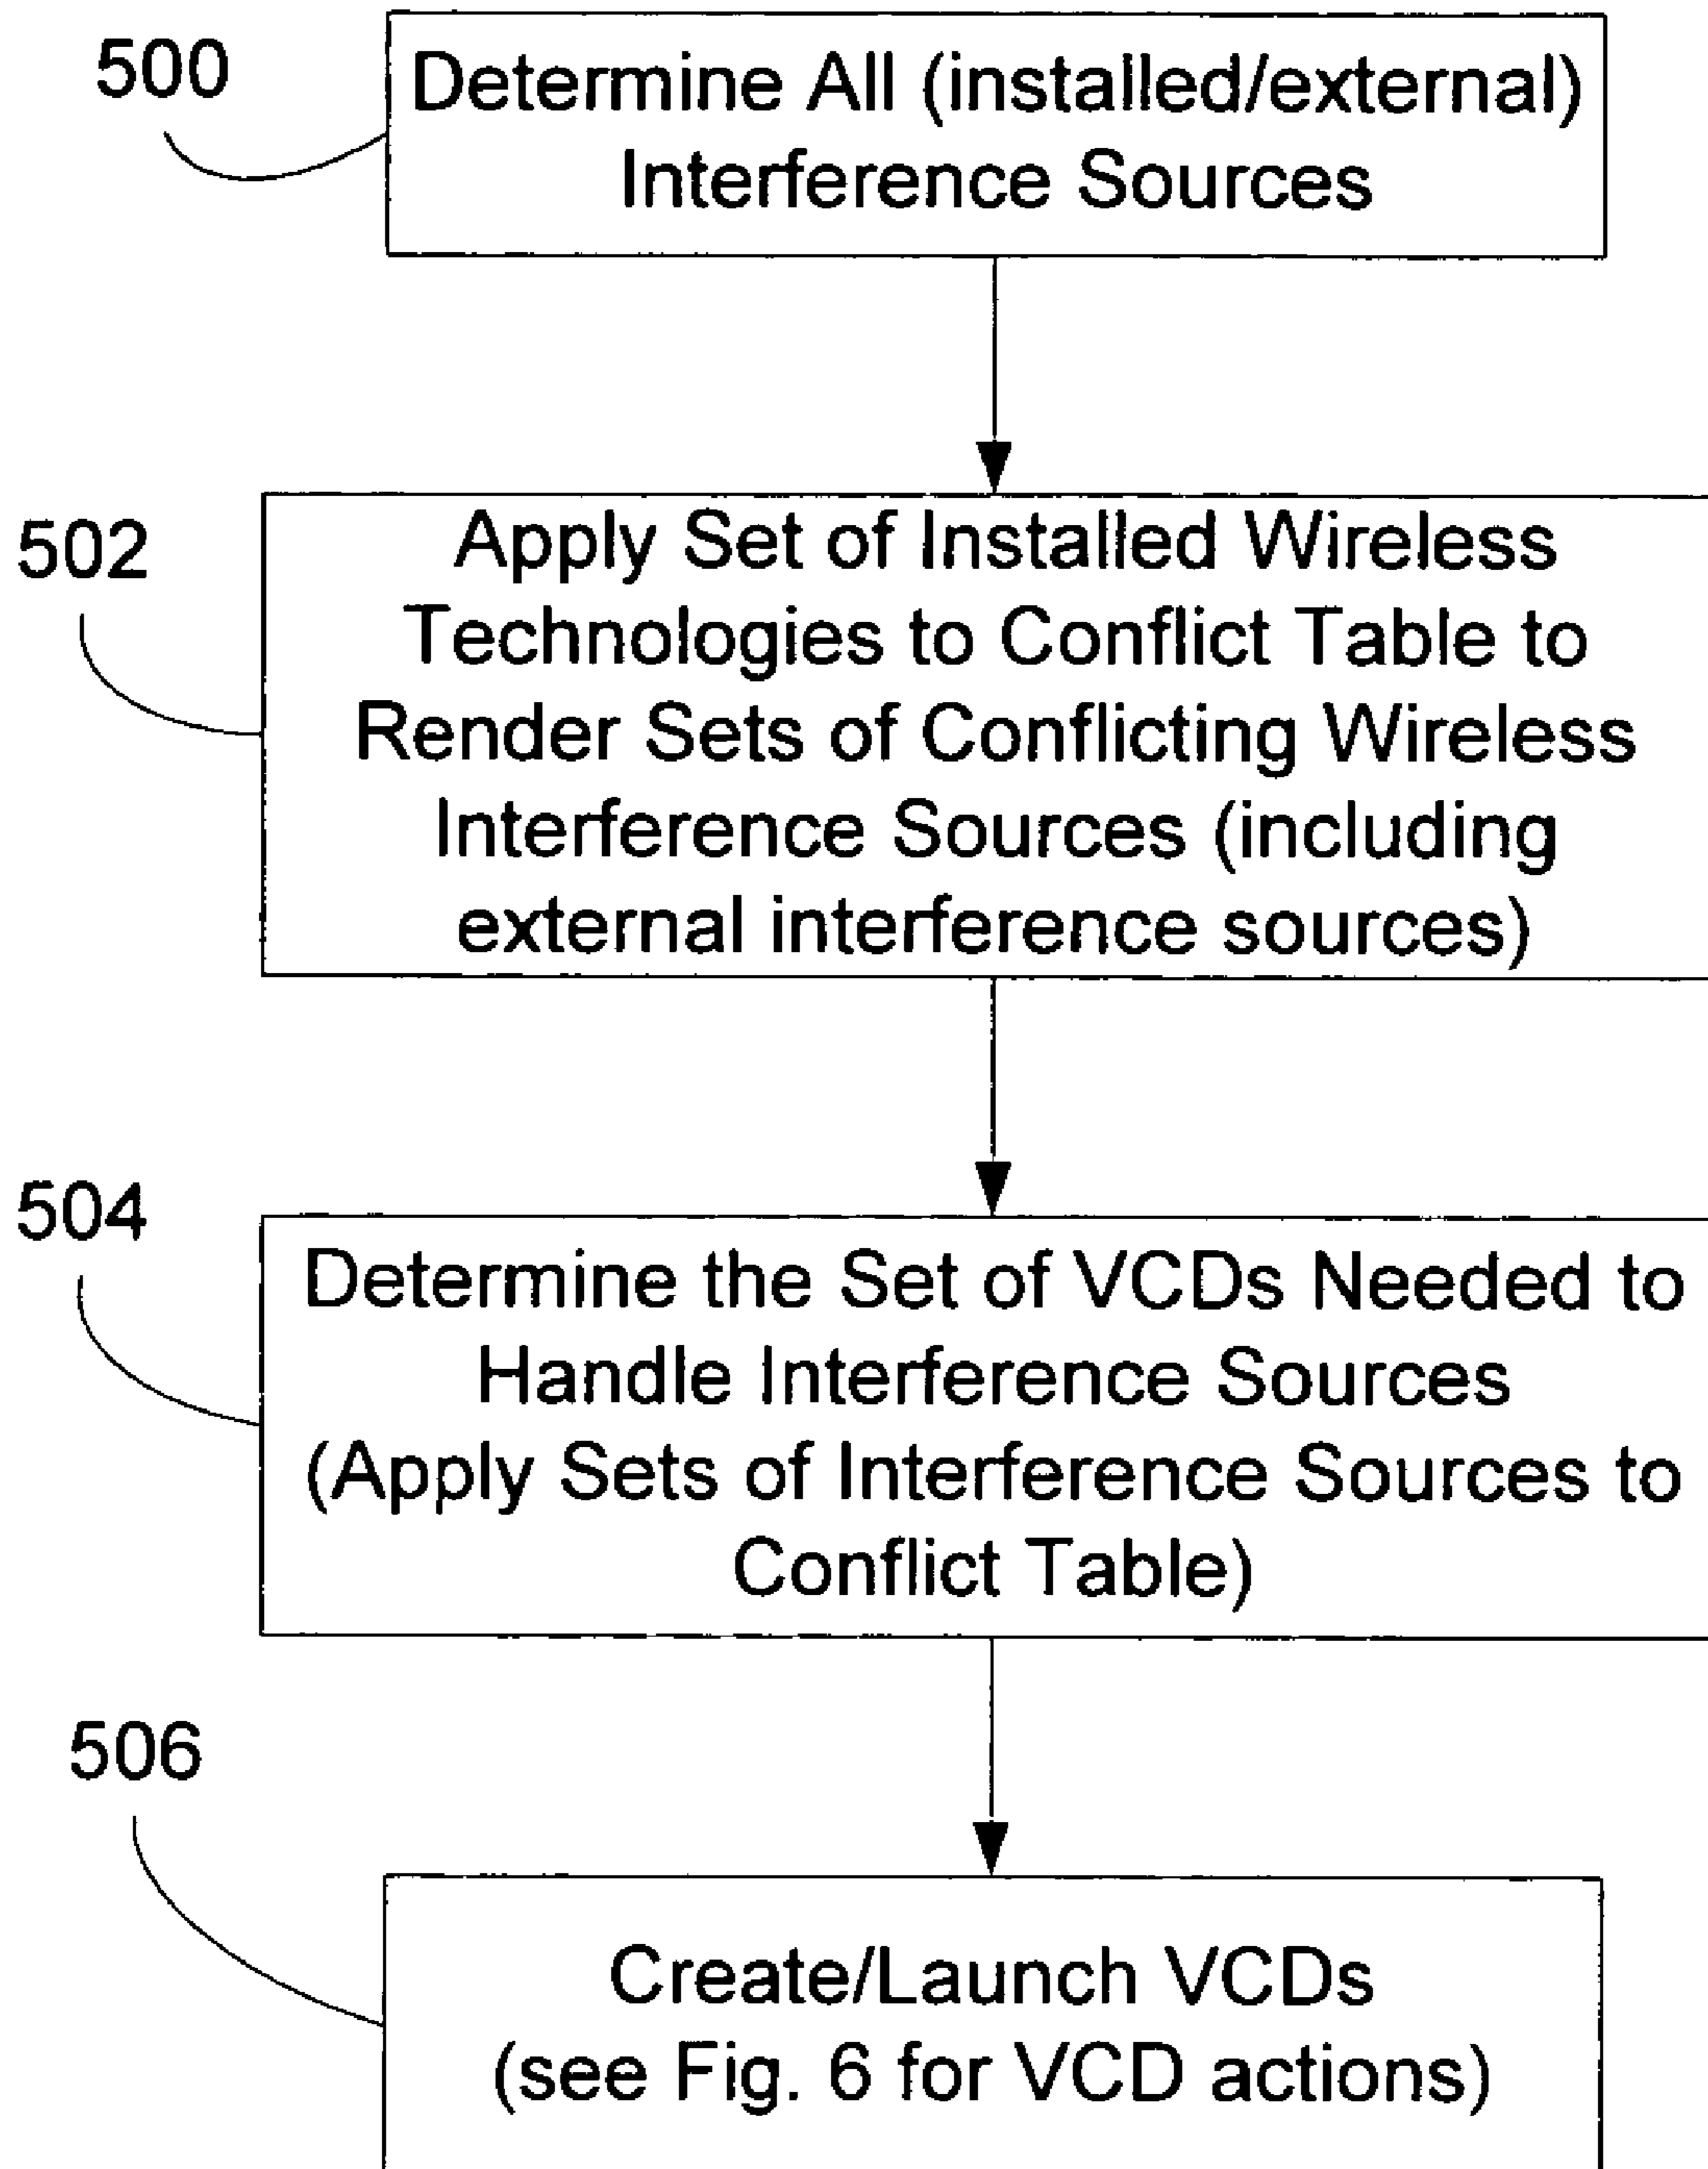 500
Determine All (installed/external)
Interference Sources
502
Apply Set of Installed Wireless
Technologies to Conflict Table to
Render Sets of Conflicting Wireless
Interference Sources (including
external interference sources)
504
Determine the Set of VCDs Needed to
Handle Interference Sources
(Apply Sets of Interference Sources to
Conflict Table)
506
Create/Launch VCDs
(see Fig. 6 for VCD actions)